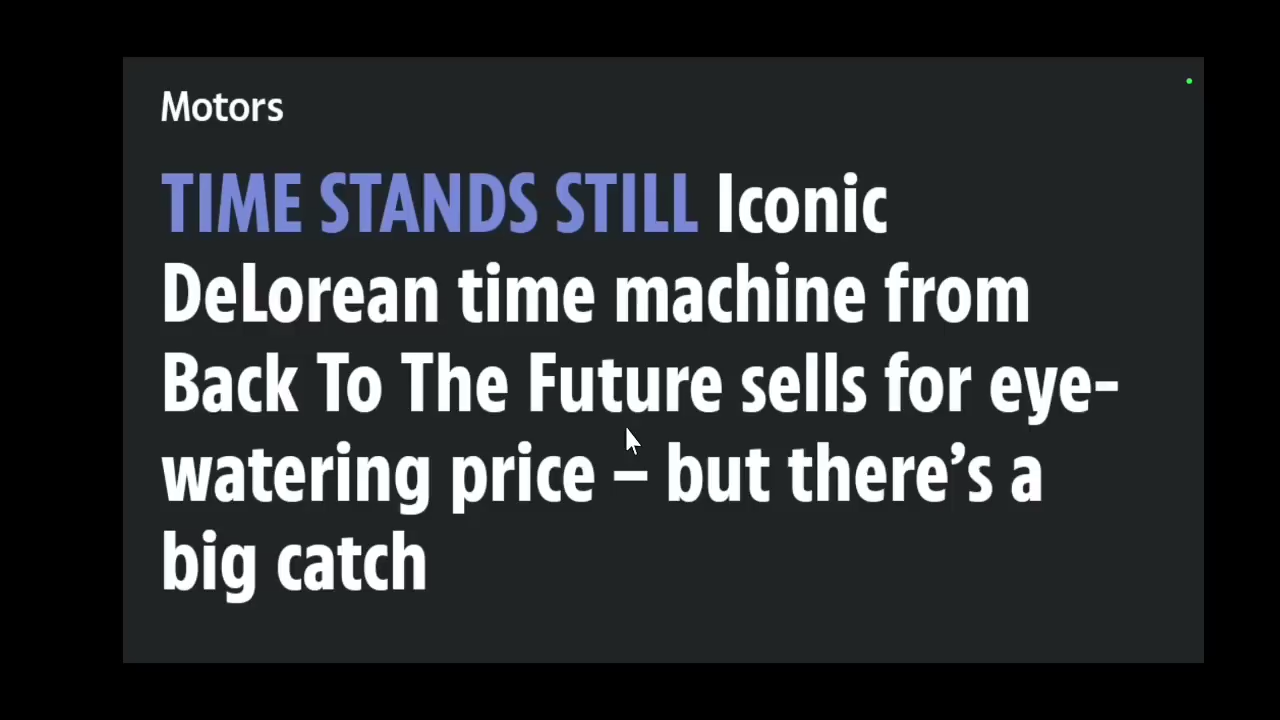 Motors
TIME STANDS STILL Iconic
DeLorean time machine from
Back To The Future sells for eye-
watering price – but there’s a
big catch